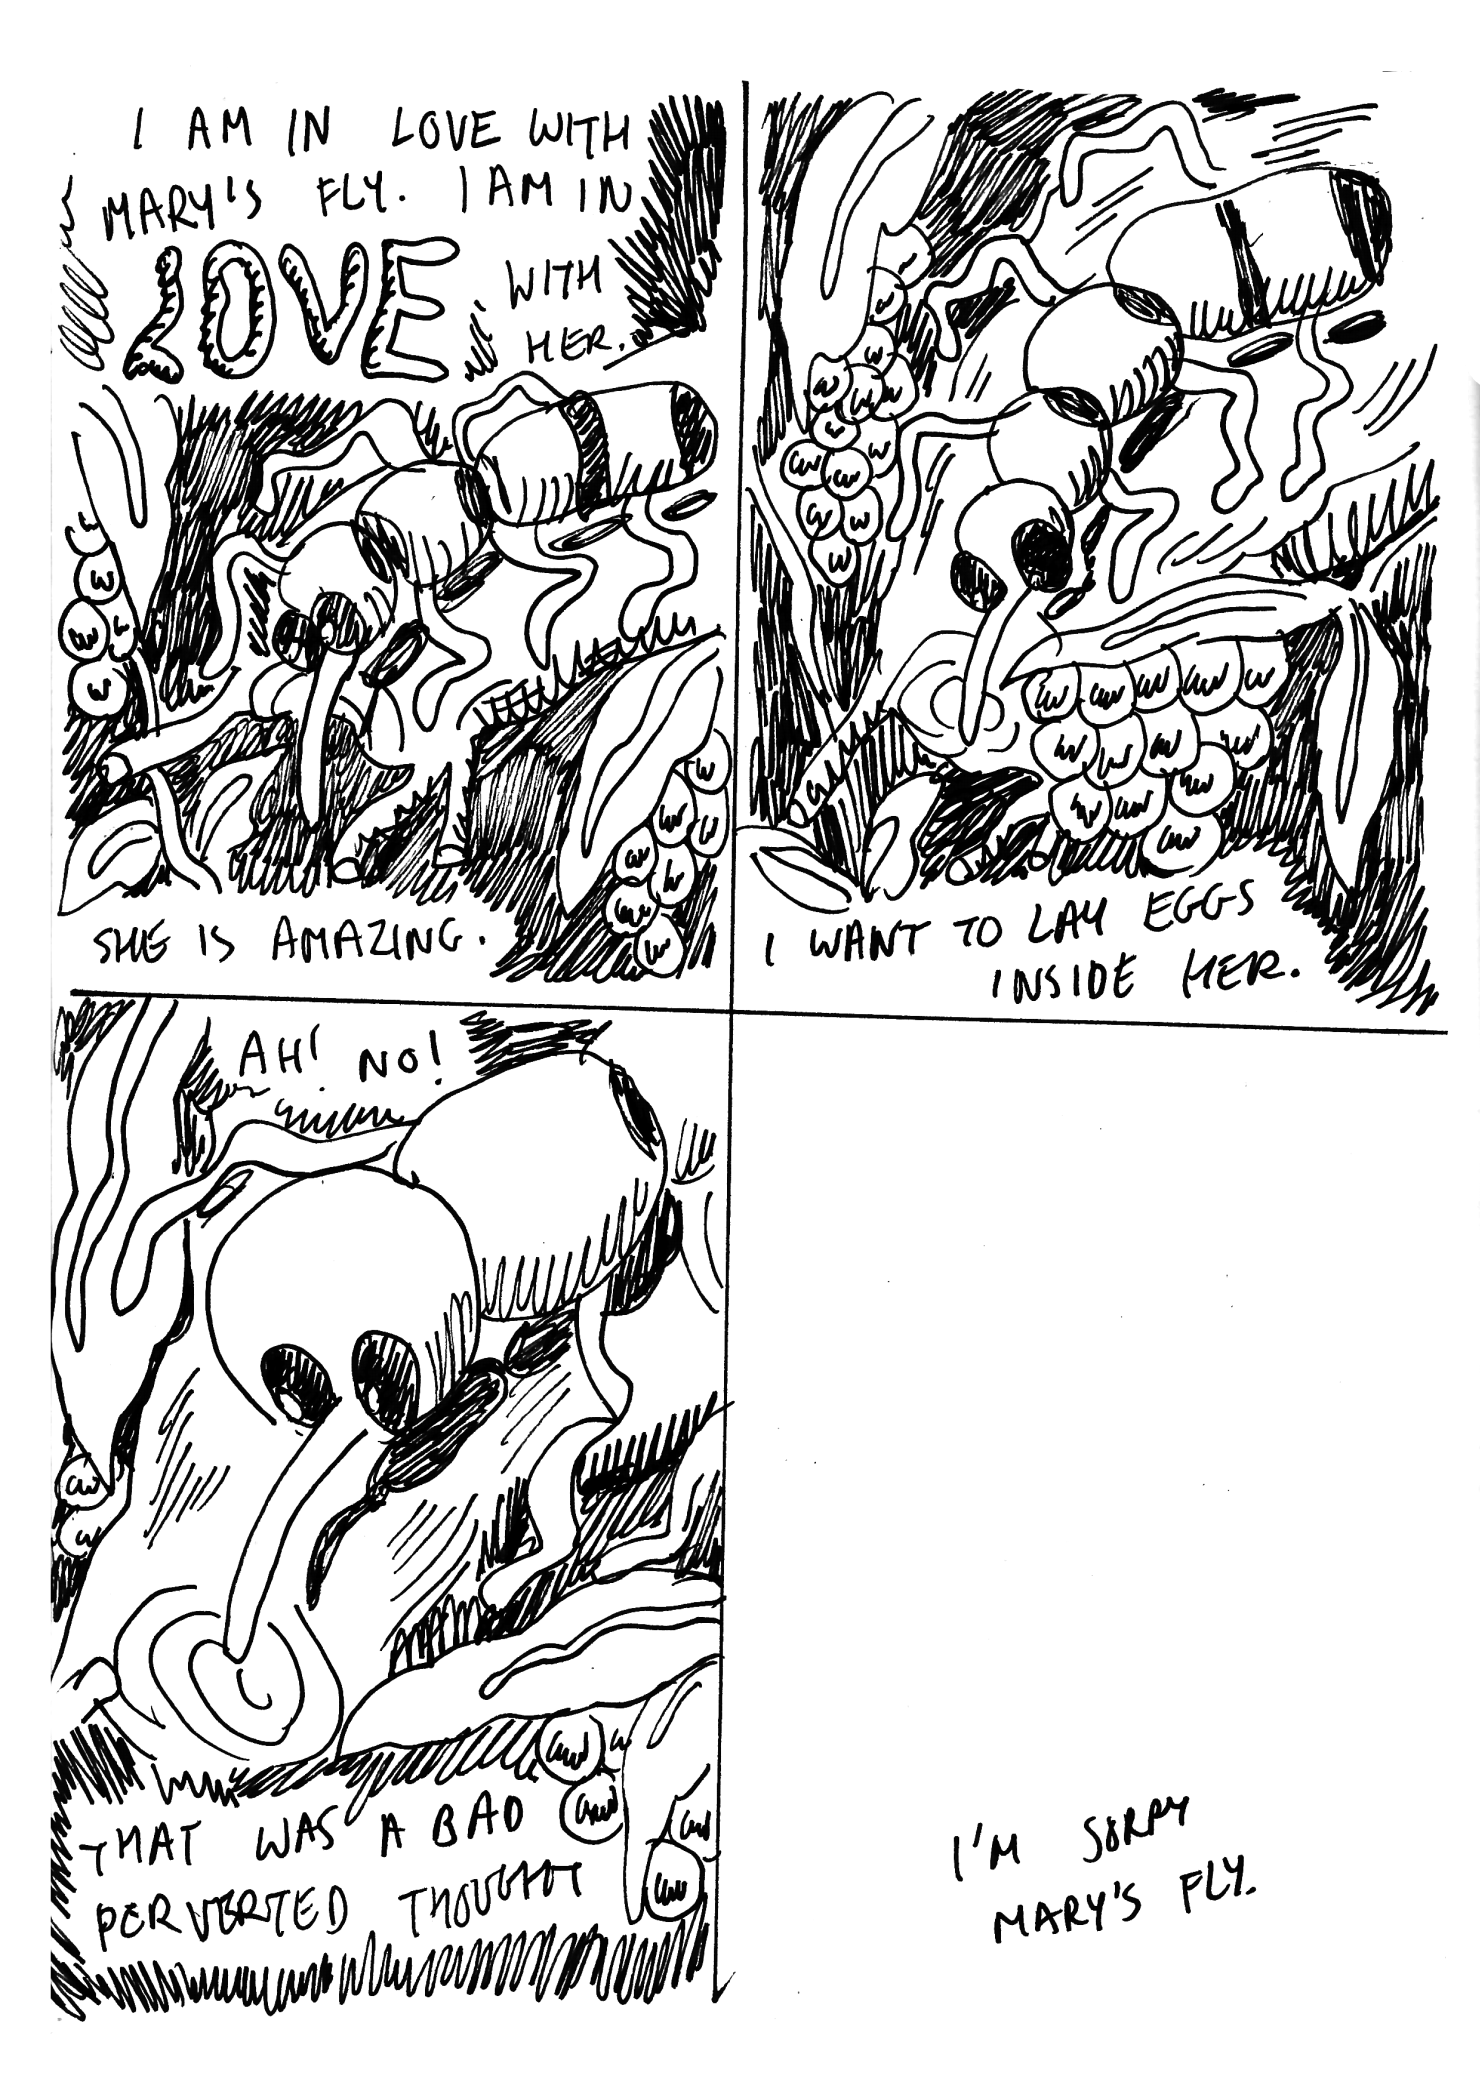 I AM IN LOVE WITH
MARY'S FLY. I AM IN
LOVE WITH
HER.
SHE IS AMAZING.
I WANT TO LAY EGGS
INSIDE HER.
AH! NO!
THAT WAS A BAD
PERVERTED THOUGHT
I'M SORRY
MARY'S FLY.